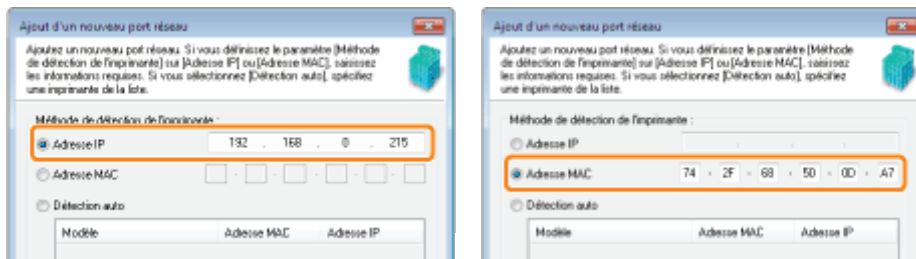 Ajout d'un nouveau port réseau
Ajoutez un nouveau port réseau. Si vous définissez le paramètre [Méthode
de détection de l'imprimante] sur [Adresse IP] ou [Adresse MAC], saisissez
les informations requises. Si vous sélectionnez [Détection auto], spécifiez
une imprimante de la liste.
Méthode de détection de l'imprimante :
Adresse IP 192 . 168 . 0 . 215
Adresse MAC - - - - -
Détection auto
Modèle Adresse MAC Adresse IP
Ajout d'un nouveau port réseau
Ajoutez un nouveau port réseau. Si vous définissez le paramètre [Méthode
de détection de l'imprimante] sur [Adresse IP] ou [Adresse MAC], saisissez
les informations requises. Si vous sélectionnez [Détection auto], spécifiez
une imprimante de la liste.
Méthode de détection de l'imprimante :
Adresse IP . . .
Adresse MAC 74 - 2F - 68 - 50 - 0D - A7
Détection auto
Modèle Adresse MAC Adresse IP